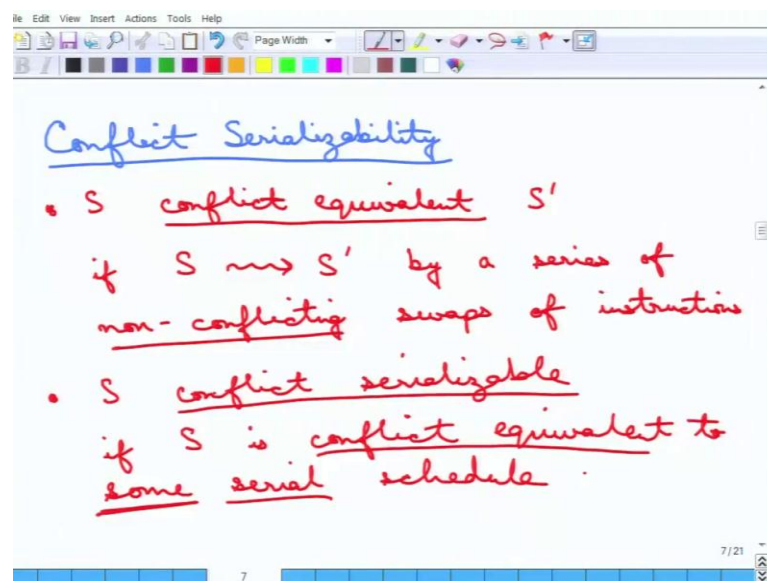 ile Edit View Insert Actions Tools Help
Page Width
B I
Conflict Serializability
• S conflict equivalent S'
if S ⟿ S' by a series of
non-conflicting swaps of instructions
• S conflict serializable
if S is conflict equivalent to
some serial schedule.
7/21
7